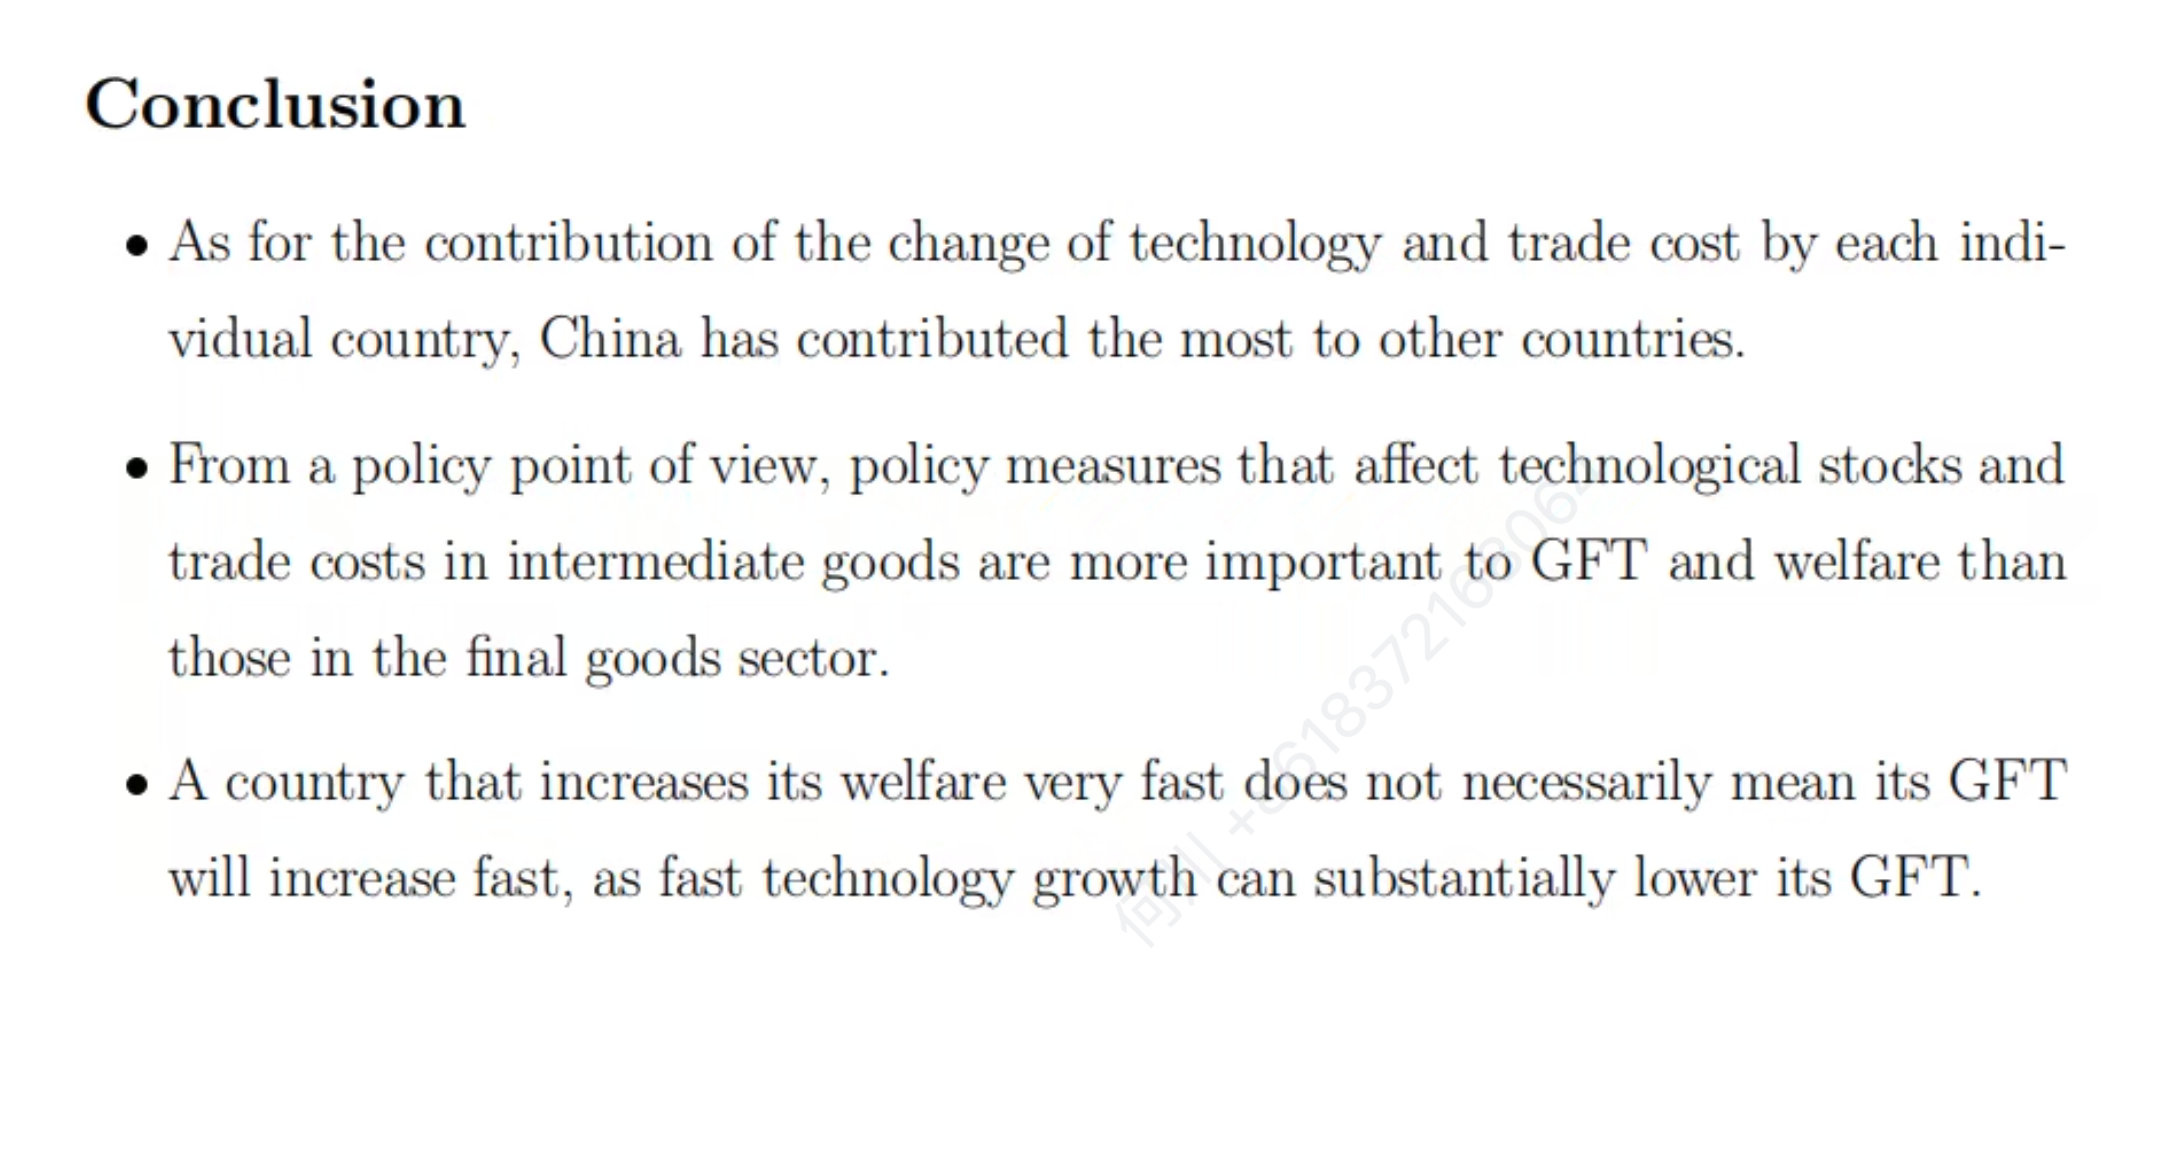 Conclusion
• As for the contribution of the change of technology and trade cost by each indi-
vidual country, China has contributed the most to other countries.
• From a policy point of view, policy measures that affect technological stocks and
trade costs in intermediate goods are more important to GFT and welfare than
those in the final goods sector.
• A country that increases its welfare very fast does not necessarily mean its GFT
will increase fast, as fast technology growth can substantially lower its GFT.